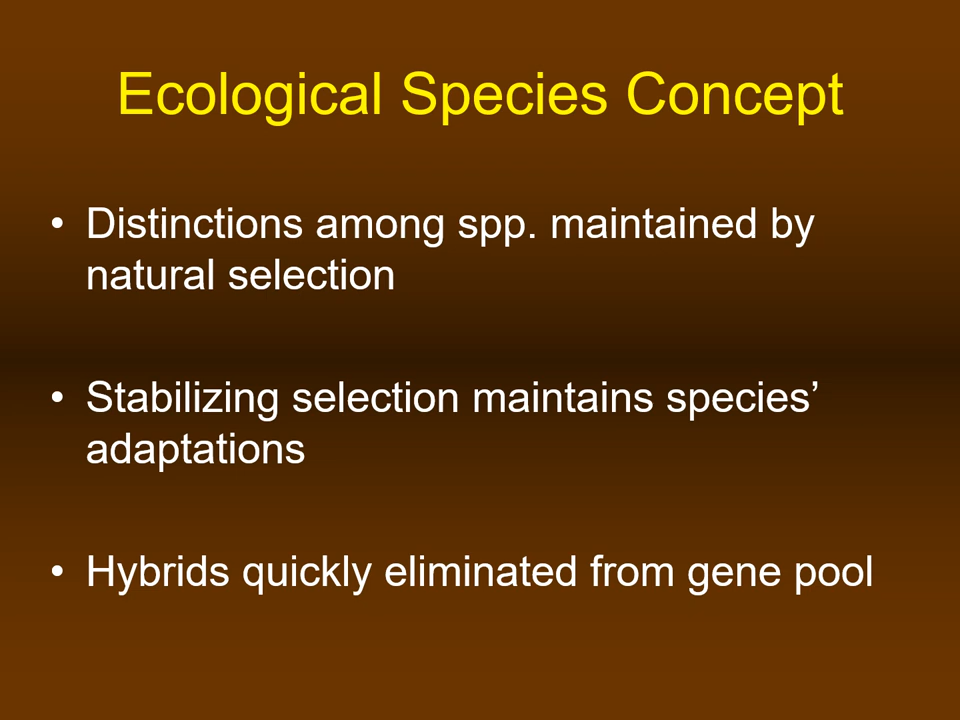 Ecological Species Concept
• Distinctions among spp. maintained by
natural selection
• Stabilizing selection maintains species’
adaptations
• Hybrids quickly eliminated from gene pool